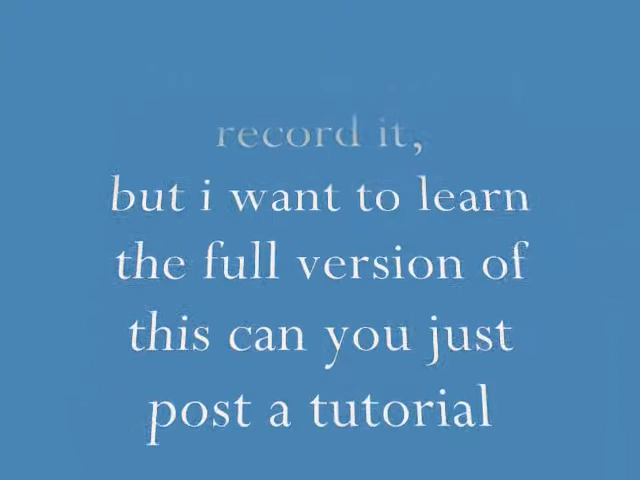 record it,
but i want to learn
the full version of
this can you just
post a tutorial